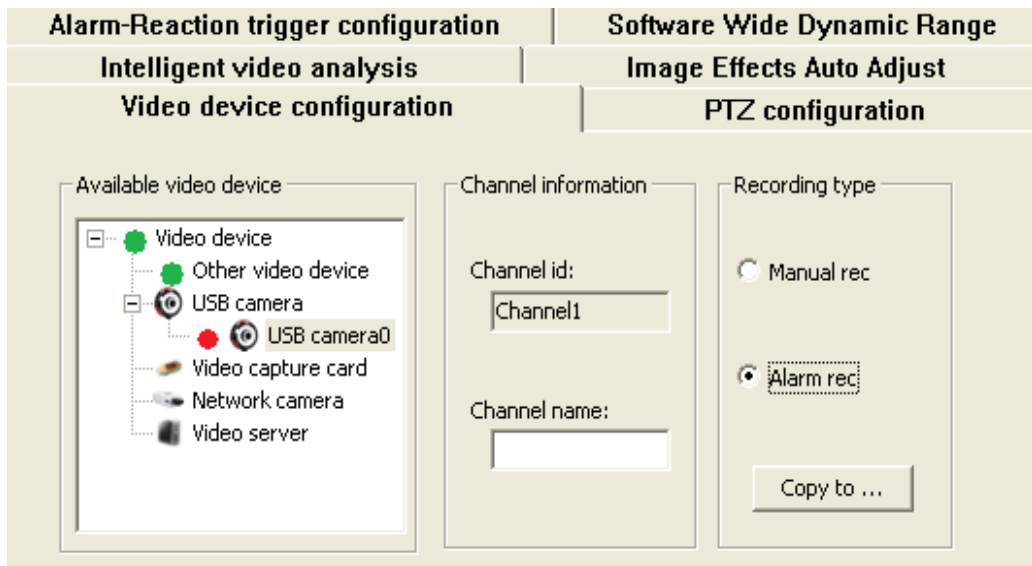 Alarm-Reaction trigger configuration
Software Wide Dynamic Range
Intelligent video analysis
Image Effects Auto Adjust
Video device configuration
PTZ configuration
Available video device
Video device
Other video device
USB camera
USB camera0
Video capture card
Network camera
Video server
Channel information
Channel id:
Channel1
Channel name:
Recording type
Manual rec
Alarm rec
Copy to ...